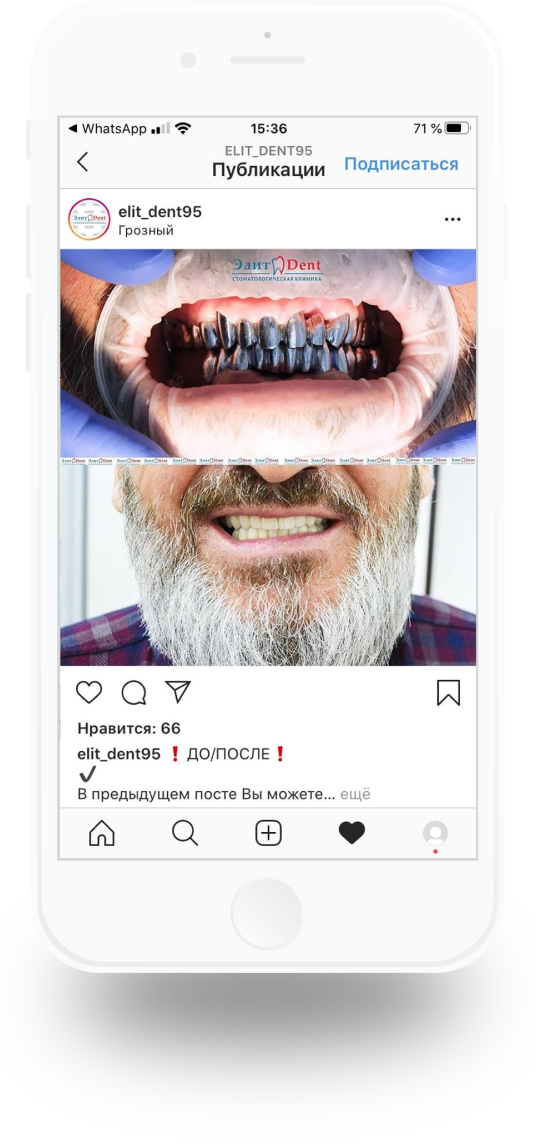 WhatsApp
15:36
71 %
ELIT_DENT95
Публикации
Подписаться
elit_dent95
Грозный
Элит Dent
СТОМАТОЛОГИЧЕСКАЯ КЛИНИКА
Нравится: 66
elit_dent95 ❗ ДО/ПОСЛЕ ❗
✔
В предыдущем посте Вы можете... ещё